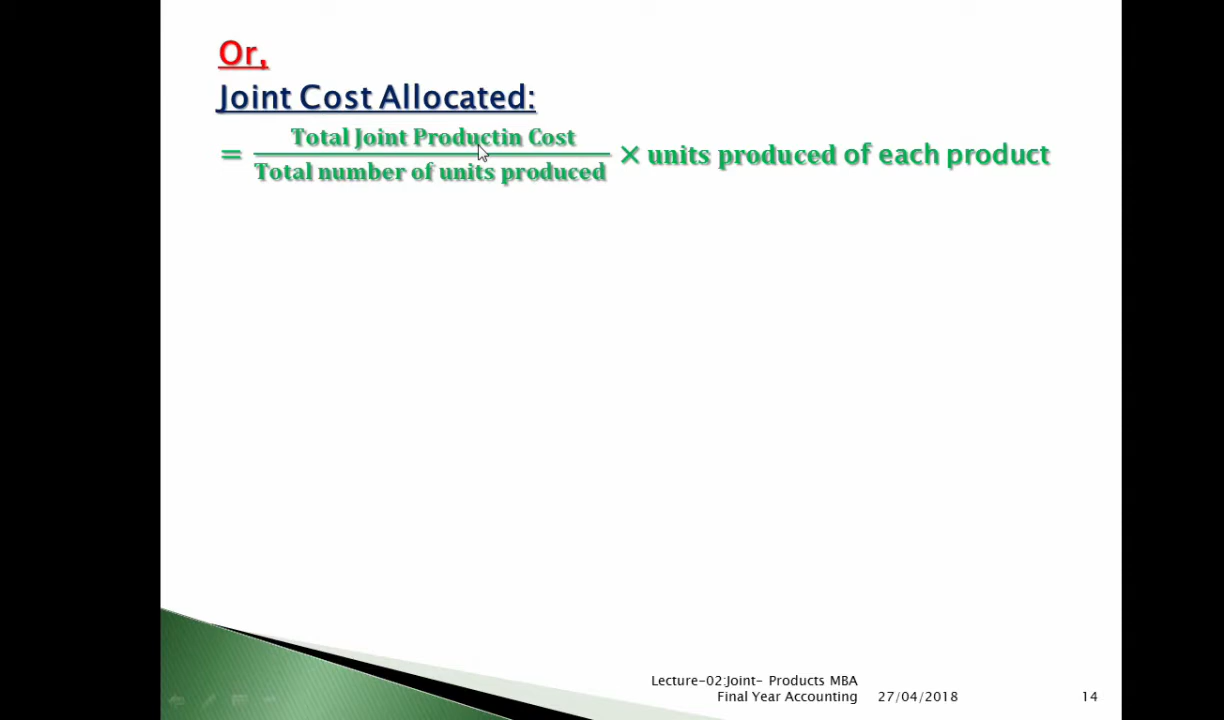 Or,
Joint Cost Allocated:
= Total Joint Productin Cost / Total number of units produced × units produced of each product
Lecture-02:Joint- Products MBA
Final Year Accounting 27/04/2018 14